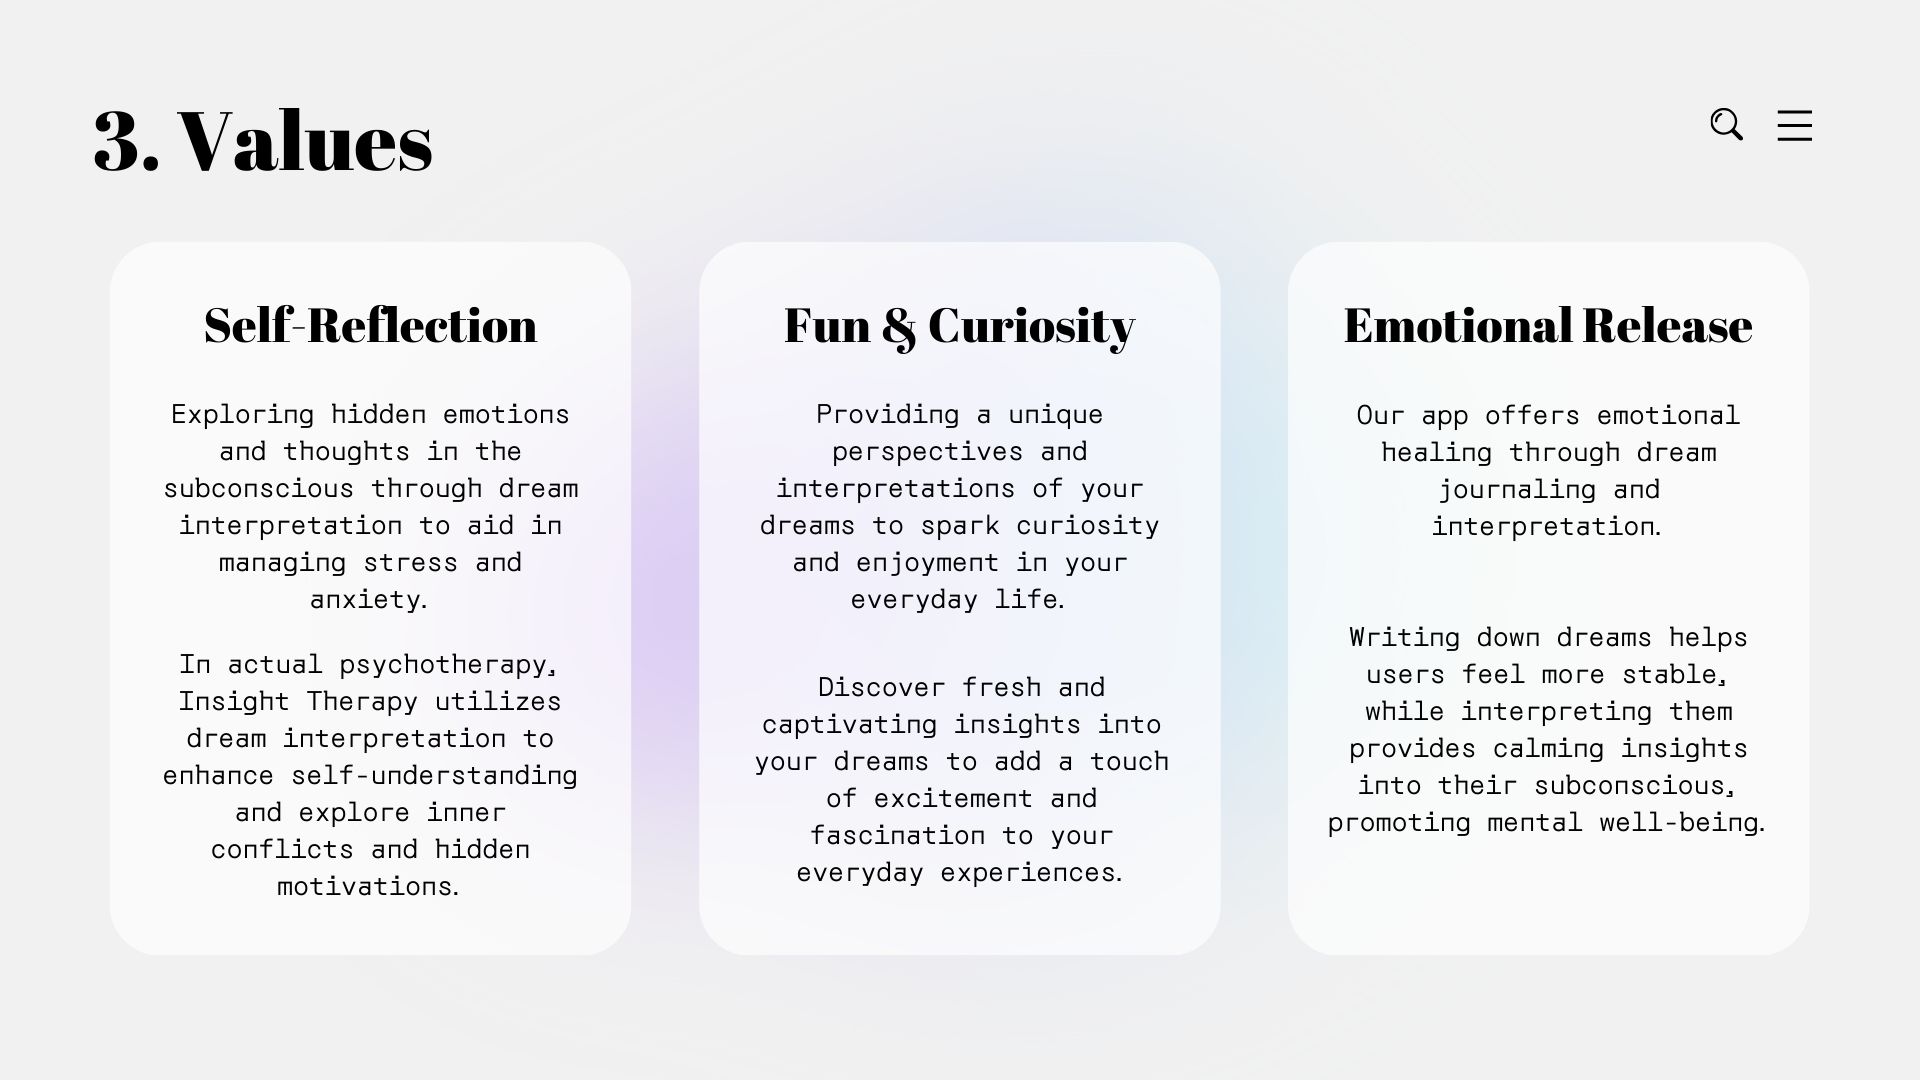 3. Values
Self-Reflection
Exploring hidden emotions
and thoughts in the
subconscious through dream
interpretation to aid in
managing stress and
anxiety.
In actual psychotherapy,
Insight Therapy utilizes
dream interpretation to
enhance self-understanding
and explore inner
conflicts and hidden
motivations.
Fun & Curiosity
Providing a unique
perspectives and
interpretations of your
dreams to spark curiosity
and enjoyment in your
everyday life.
Discover fresh and
captivating insights into
your dreams to add a touch
of excitement and
fascination to your
everyday experiences.
Emotional Release
Our app offers emotional
healing through dream
journaling and
interpretation.
Writing down dreams helps
users feel more stable,
while interpreting them
provides calming insights
into their subconscious,
promoting mental well-being.